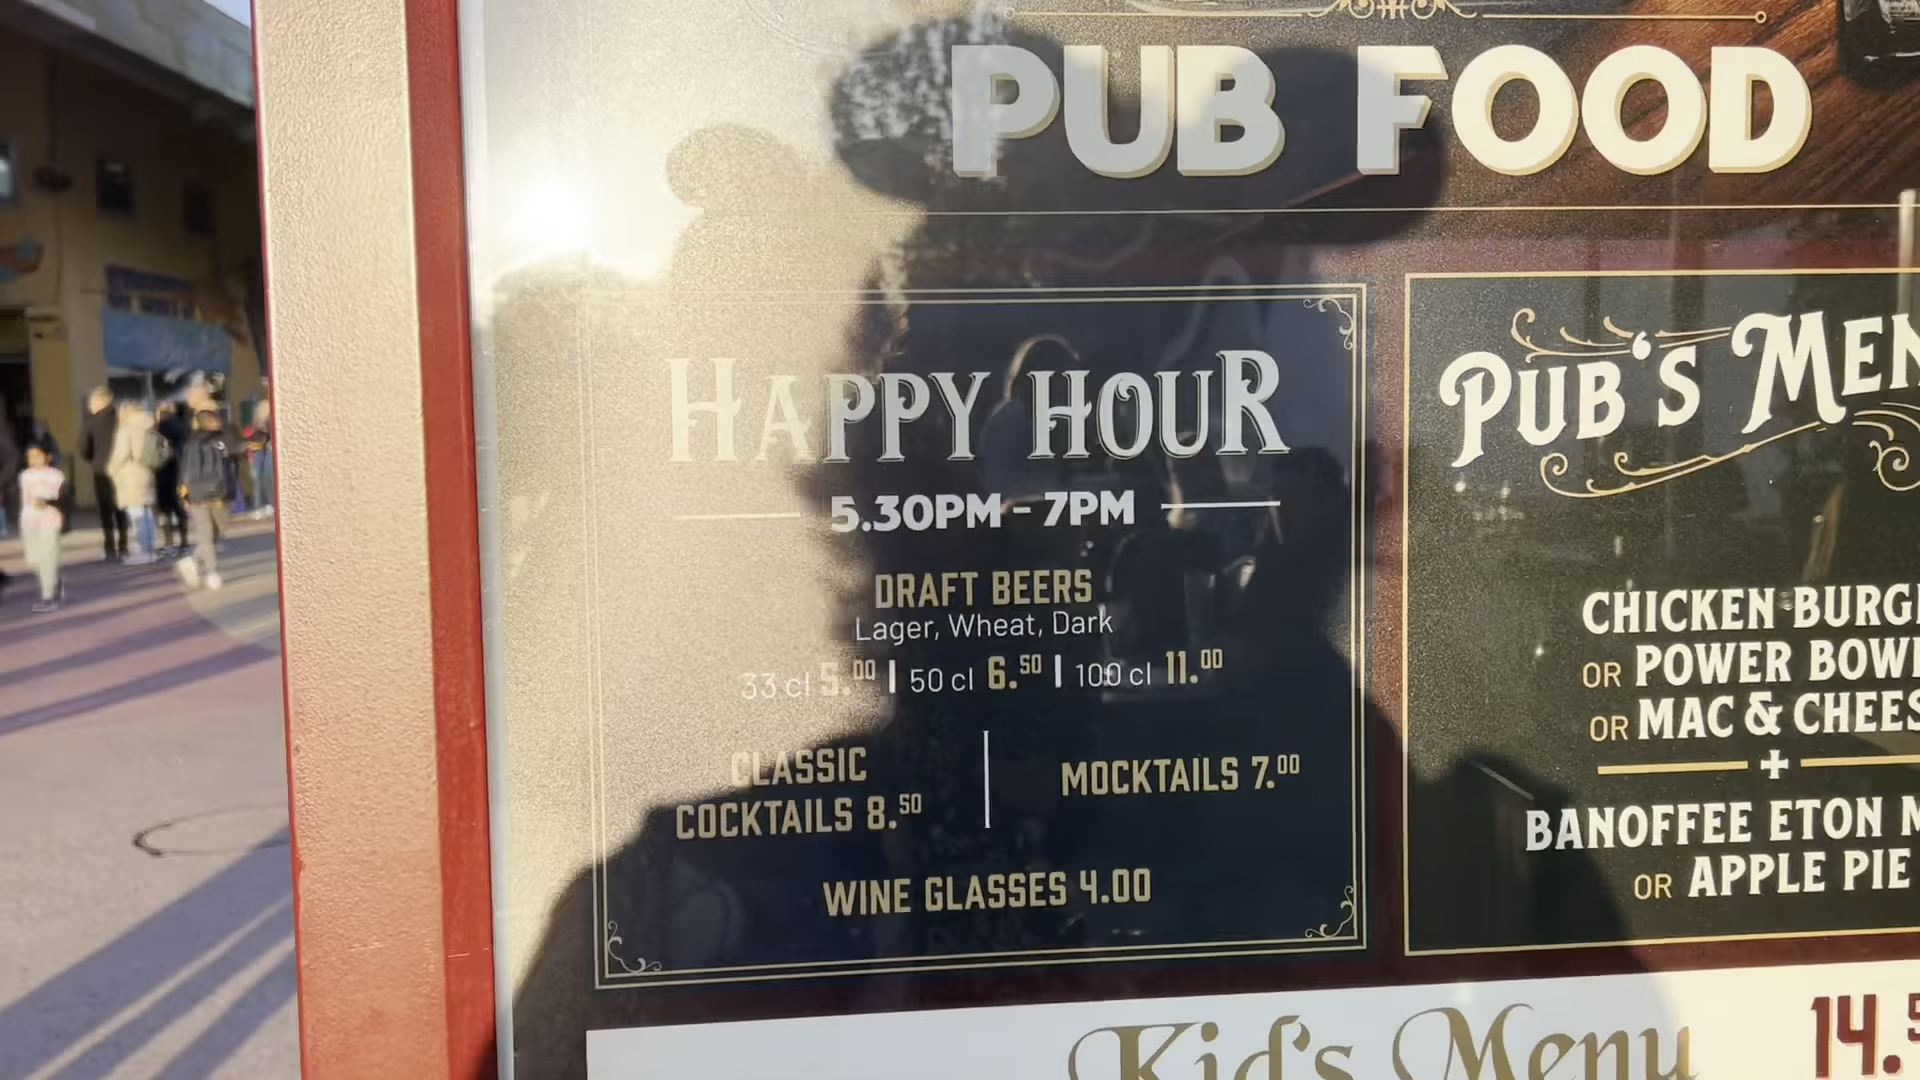 PUB FOOD
HAPPY HOUR
5.30PM - 7PM
DRAFT BEERS
Lager, Wheat, Dark
33 cl 5.00 | 50 cl 6.50 | 100 cl 11.00
CLASSIC
COCKTAILS 8.50
MOCKTAILS 7.00
WINE GLASSES 4.00
PUB'S
CHICKEN
OR POWER
OR MAC &
+
BANOFFEE ETON
OR APPLE PIE
Kid's Menu